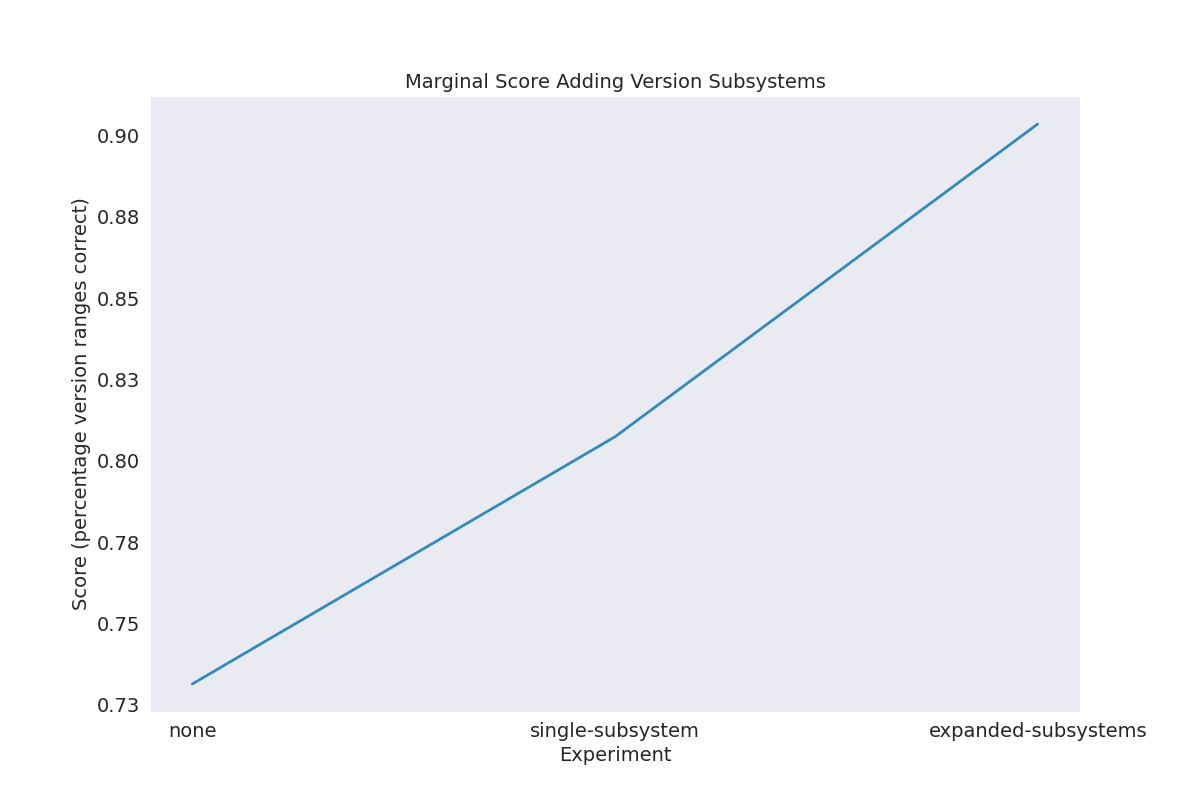 Marginal Score Adding Version Subsystems
Score (percentage version ranges correct)
0.90
0.88
0.85
0.83
0.80
0.78
0.75
0.73
none
single-subsystem
expanded-subsystems
Experiment